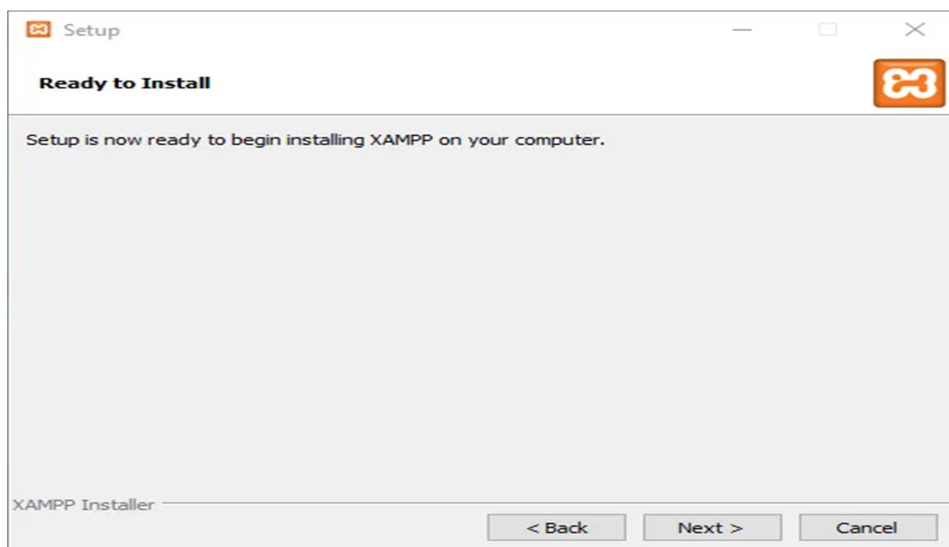 Setup
Ready to Install
Setup is now ready to begin installing XAMPP on your computer.
XAMPP Installer
< Back Next > Cancel